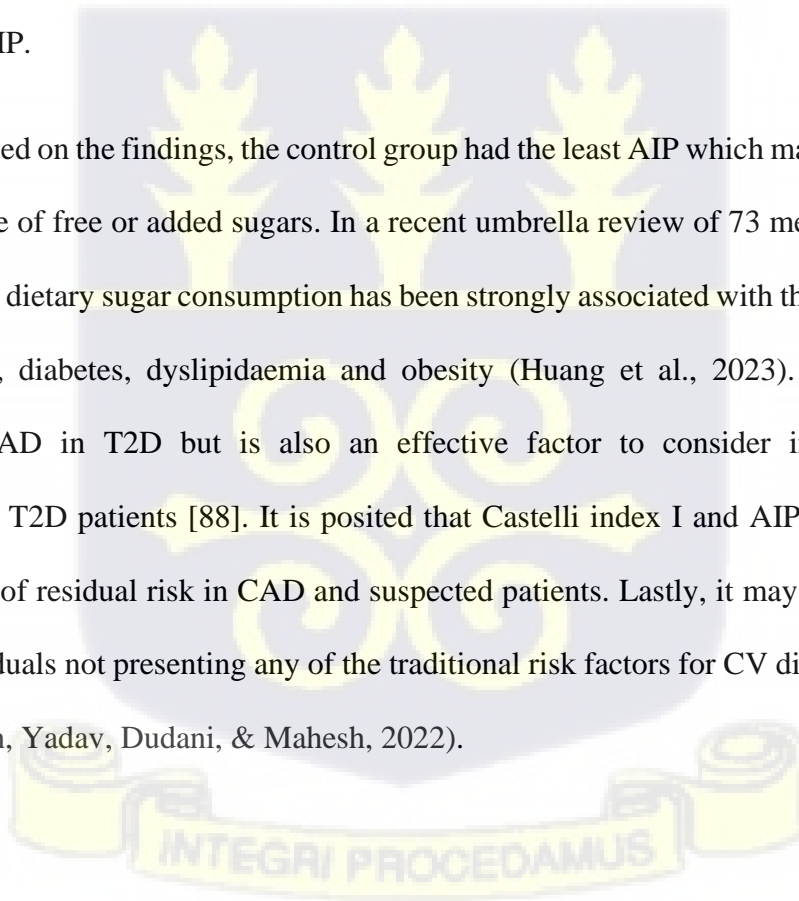 IP.
ed on the findings, the control group had the least AIP which ma
e of free or added sugars. In a recent umbrella review of 73 me
dietary sugar consumption has been strongly associated with th
, diabetes, dyslipidaemia and obesity (Huang et al., 2023).
AD in T2D but is also an effective factor to consider i
T2D patients [88]. It is posited that Castelli index I and AIP
of residual risk in CAD and suspected patients. Lastly, it may
duals not presenting any of the traditional risk factors for CV di
n, Yadav, Dudani, & Mahesh, 2022).
INTEGRI PROCEDAMUS